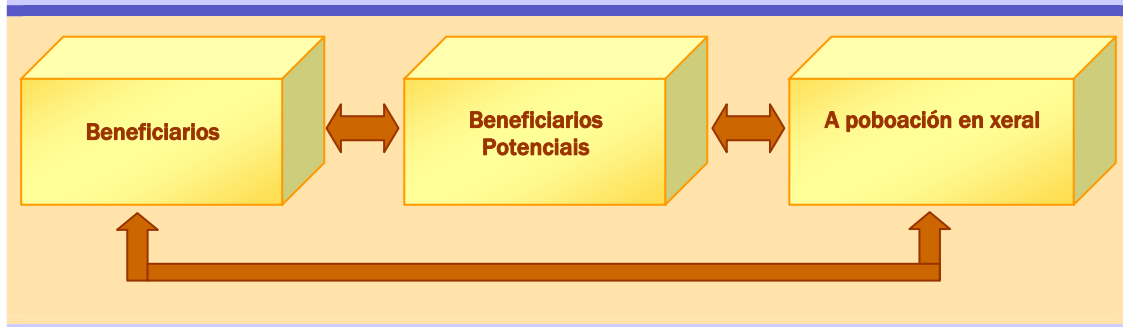 Beneficiarios
Beneficiarios
Potenciais
A poboación en xeral